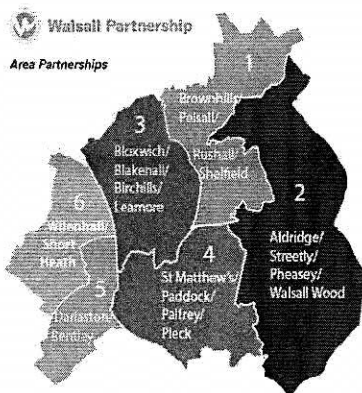 Walsall Partnership
Area Partnerships
1
Brownhills/
Pelsall/
Rushall/
Shelfield
3
Bloxwich/
Blakenall/
Birchills/
Leamore
2
Aldridge/
Streetly/
Pheasey/
Walsall Wood
6
Willenhall/
Short
Heath
4
St Matthew's/
Paddock/
Palfrey/
Pleck
5
Darlaston/
Bentley